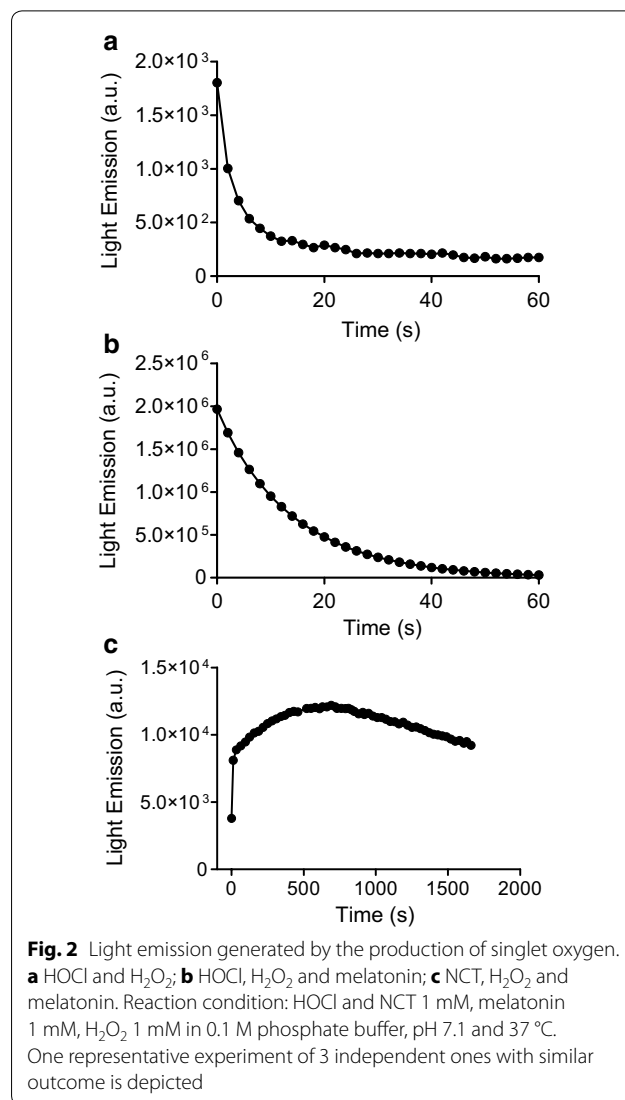 a
2.0×10³
1.5×10³
1.0×10³
5.0×10²
0
Light Emission (a.u.)
0 20 40 60
Time (s)
b
2.5×10⁶
2.0×10⁶
1.5×10⁶
1.0×10⁶
5.0×10⁵
0
Light Emission (a.u.)
0 20 40 60
Time (s)
c
1.5×10⁴
1.0×10⁴
5.0×10³
0
Light Emission (a.u.)
0 500 1000 1500 2000
Time (s)
Fig. 2 Light emission generated by the production of singlet oxygen.
a HOCl and H₂O₂; b HOCl, H₂O₂ and melatonin; c NCT, H₂O₂ and
melatonin. Reaction condition: HOCl and NCT 1 mM, melatonin
1 mM, H₂O₂ 1 mM in 0.1 M phosphate buffer, pH 7.1 and 37 °C.
One representative experiment of 3 independent ones with similar
outcome is depicted